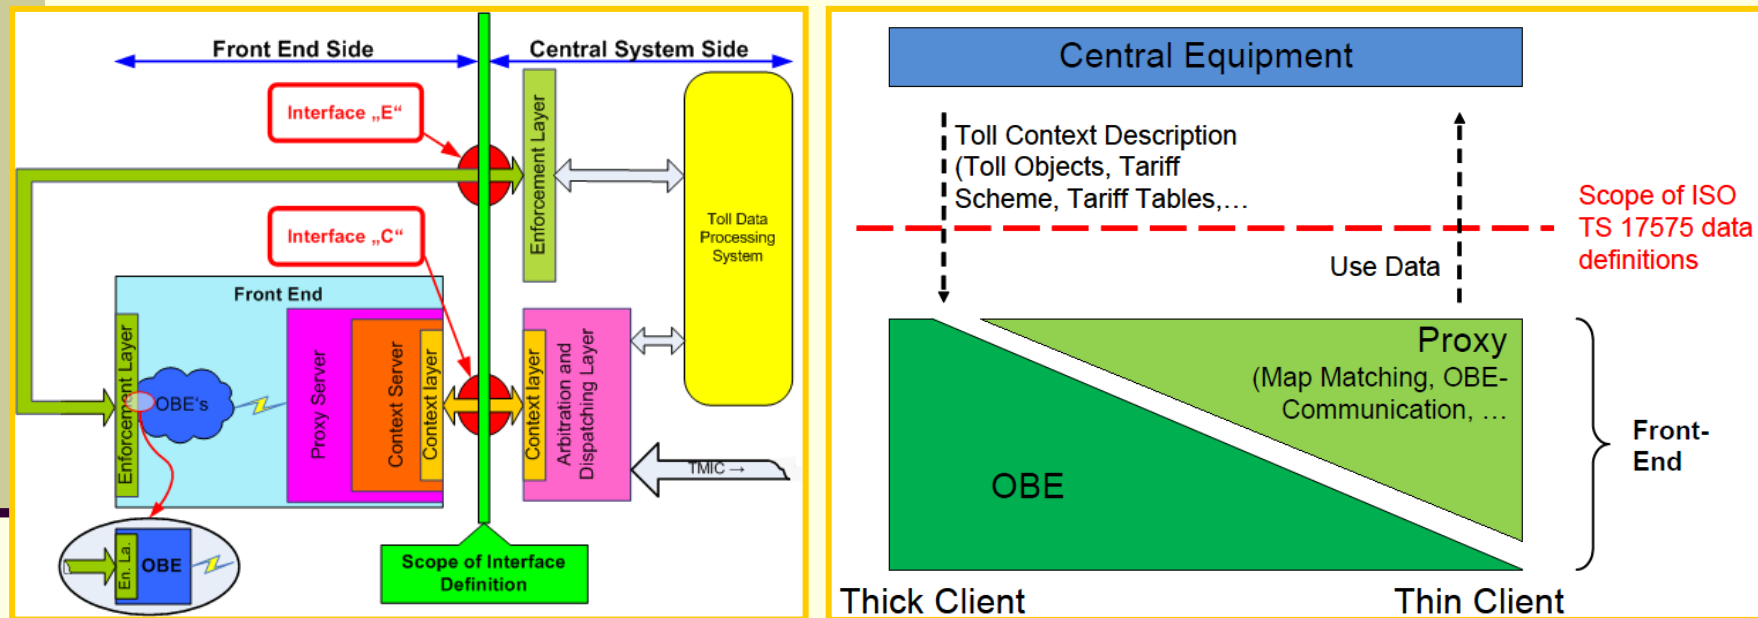 Front End Side
Central System Side
Interface „E“
Enforcement Layer
Interface „C“
Toll Data
Processing
System
Front End
Enforcement Layer
OBE's
Proxy Server
Context Server
Context layer
Context layer
Arbitration and
Dispatching Layer
TMIC →
En. La.
OBE
Scope of Interface
Definition
Central Equipment
Toll Context Description
(Toll Objects, Tariff
Scheme, Tariff Tables,…
Scope of ISO
TS 17575 data
definitions
Use Data
Proxy
(Map Matching, OBE-
Communication, …
OBE
Front-
End
Thick Client
Thin Client